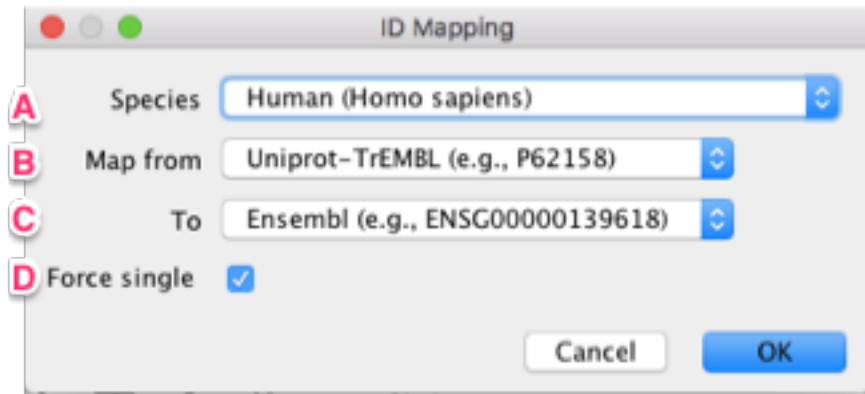 ID Mapping
A Species Human (Homo sapiens)
B Map from Uniprot-TrEMBL (e.g., P62158)
C To Ensembl (e.g., ENSG00000139618)
D Force single
Cancel OK